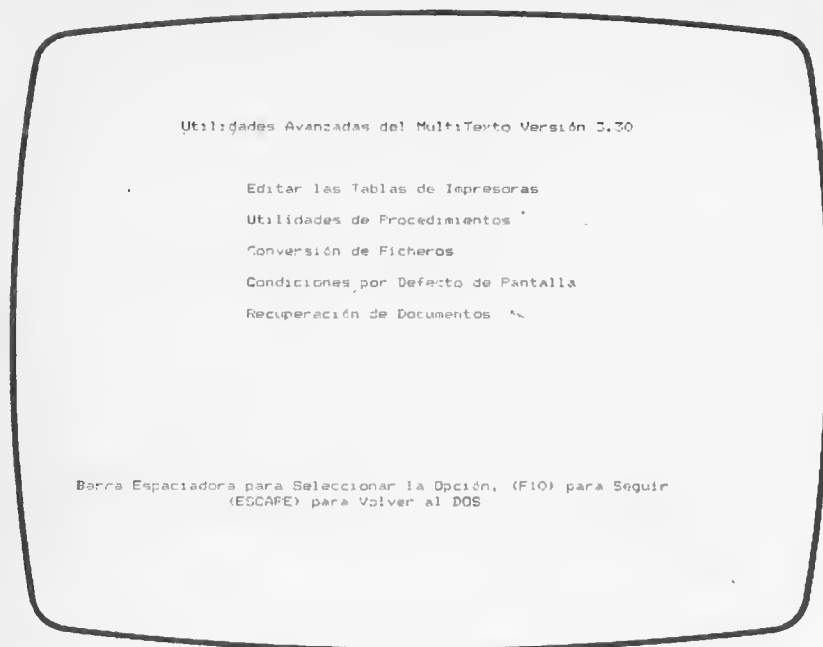 Utilidades Avanzadas del MultiTexto Versión 3.30
Editar las Tablas de Impresoras
Utilidades de Procedimientos
Conversión de Ficheros
Condiciones por Defecto de Pantalla
Recuperación de Documentos
Barra Espaciadora para Seleccionar la Opción, (F10) para Seguir
(ESCAPE) para Volver al DOS